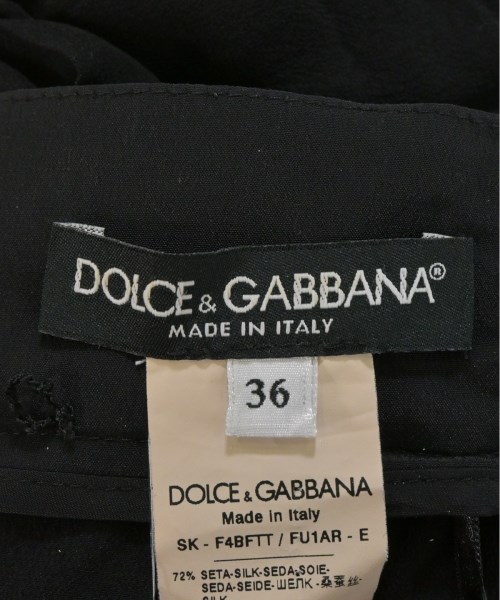 DOLCE & GABBANA®
MADE IN ITALY
36
DOLCE & GABBANA
Made in Italy
SK - F4BFTT / FU1AR - E
72% SETA-SILK-SEDA-SOIE-
SEDA-SEIDE-ШЕЛК-桑蚕丝-
SILK